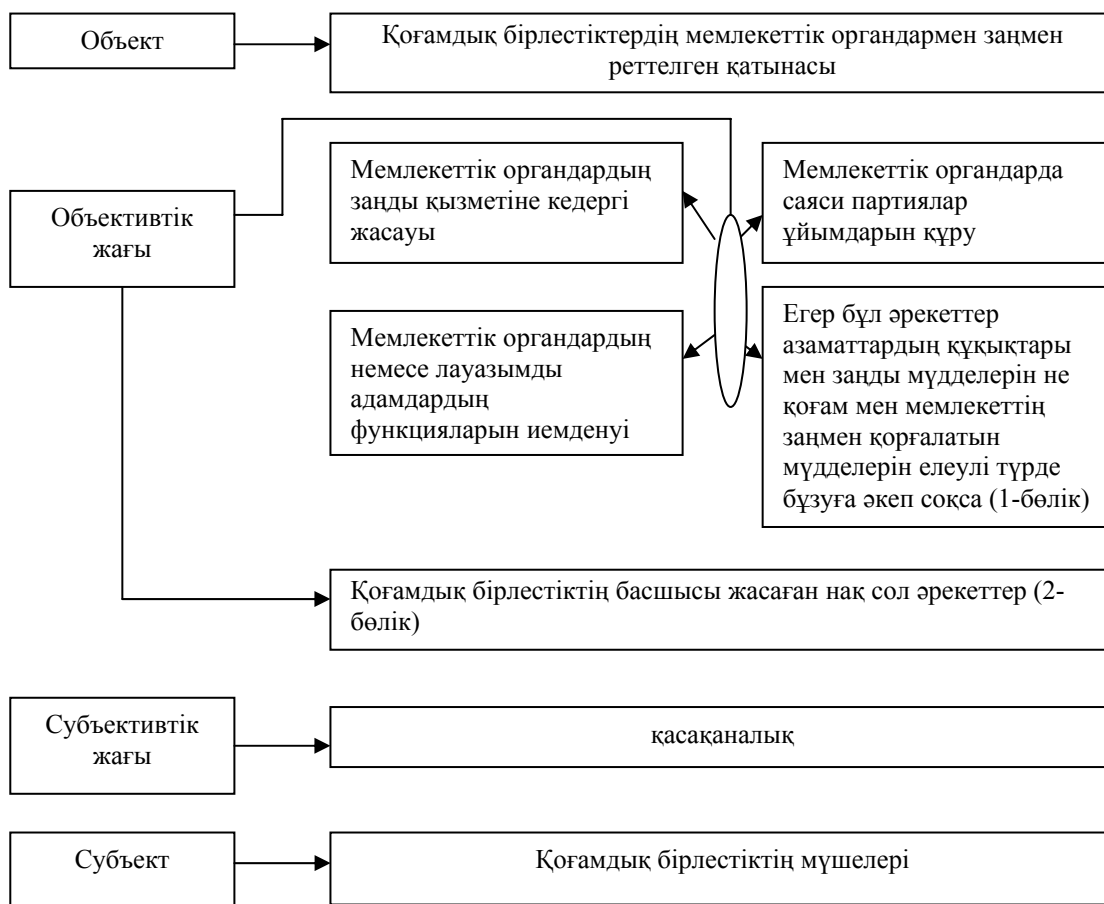 Объект
Қоғамдық бірлестіктердің мемлекеттік органдармен заңмен
реттелген қатынасы
Объективтік
жағы
Мемлекеттік органдардың
заңды қызметіне кедергі
жасауы
Мемлекеттік органдарда
саяси партиялар
ұйымдарын құру
Мемлекеттік органдардың
немесе лауазымды
адамдардың
функцияларын иемденуі
Егер бұл әрекеттер
азаматтардың құқықтары
мен заңды мүдделерін не
қоғам мен мемлекеттің
заңмен қорғалатын
мүдделерін елеулі түрде
бұзуға әкеп соқса (1-бөлік)
Қоғамдық бірлестіктің басшысы жасаған нақ сол әрекеттер (2-
бөлік)
Субъективтік
жағы
қасақаналық
Субъект
Қоғамдық бірлестіктің мүшелері